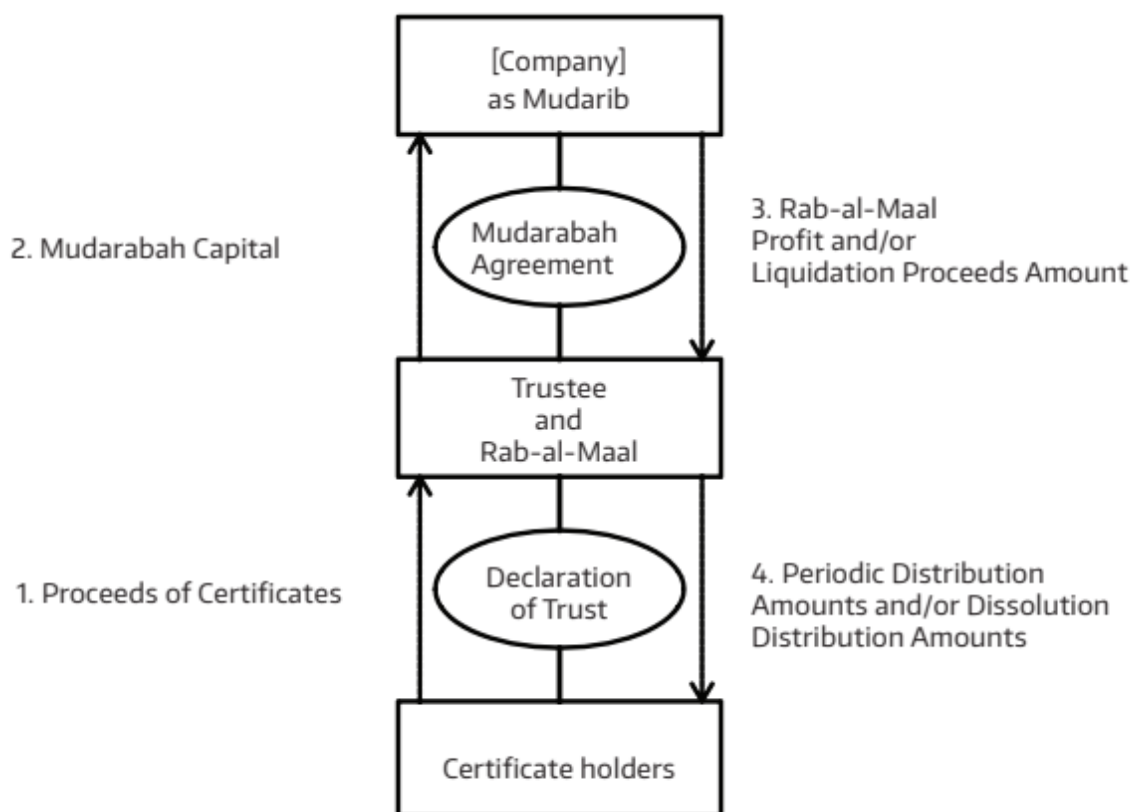 [Company]
as Mudarib
2. Mudarabah Capital
Mudarabah
Agreement
3. Rab-al-Maal
Profit and/or
Liquidation Proceeds Amount
Trustee
and
Rab-al-Maal
1. Proceeds of Certificates
Declaration
of Trust
4. Periodic Distribution
Amounts and/or Dissolution
Distribution Amounts
Certificate holders